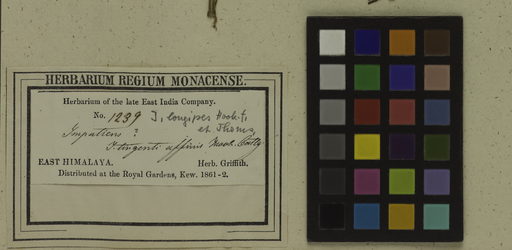 HERBARIUM REGIUM MONACENSE.
Herbarium of the late East India Company.
No. 1239 I. longipes Hook. f.
et Thoms.
Impatiens ?
affinis
EAST HIMALAYA. Herb. Griffith.
Distributed at the Royal Gardens, Kew. 1861-2.